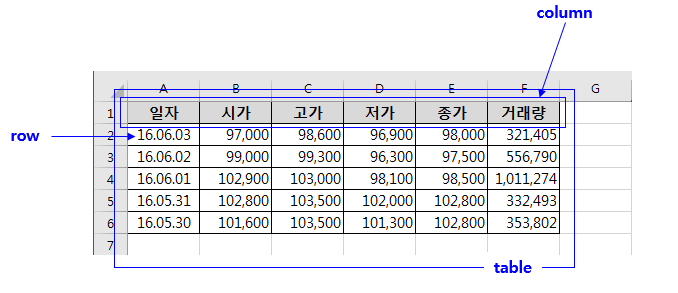 column
A B C D E F G
1 일자 시가 고가 저가 종가 거래량
row
2 16.06.03 97,000 98,600 96,900 98,000 321,405
3 16.06.02 99,000 99,300 96,300 97,500 556,790
4 16.06.01 102,900 103,000 98,100 98,500 1,011,274
5 16.05.31 102,800 103,500 102,000 102,800 332,493
6 16.05.30 101,600 103,500 101,300 102,800 353,802
7
table